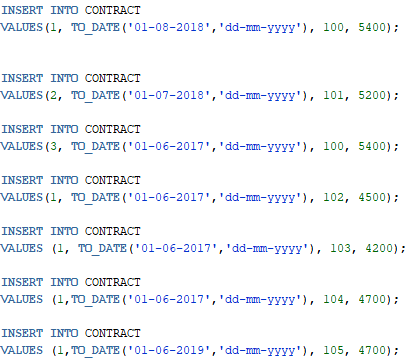 INSERT INTO CONTRACT
VALUES(1, TO_DATE('01-08-2018','dd-mm-yyyy'), 100, 5400);
INSERT INTO CONTRACT
VALUES(2, TO_DATE('01-07-2018','dd-mm-yyyy'), 101, 5200);
INSERT INTO CONTRACT
VALUES(3, TO_DATE('01-06-2017','dd-mm-yyyy'), 100, 5400);
INSERT INTO CONTRACT
VALUES(1, TO_DATE('01-06-2017','dd-mm-yyyy'), 102, 4500);
INSERT INTO CONTRACT
VALUES (1, TO_DATE('01-06-2017','dd-mm-yyyy'), 103, 4200);
INSERT INTO CONTRACT
VALUES (1,TO_DATE('01-06-2017','dd-mm-yyyy'), 104, 4700);
INSERT INTO CONTRACT
VALUES (1,TO_DATE('01-06-2019','dd-mm-yyyy'), 105, 4700);